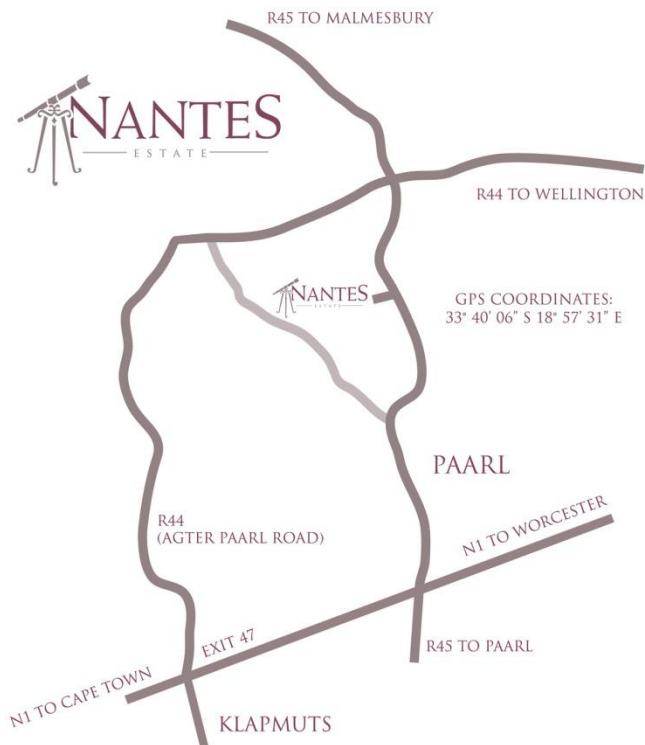 R45 TO MALMESBURY
NANTES
ESTATE
R44 TO WELLINGTON
NANTES
ESTATE
GPS COORDINATES:
33° 40' 06" S 18° 57' 31" E
PAARL
R44
(AGTER PAARL ROAD)
N1 TO WORCESTER
EXIT 47
R45 TO PAARL
N1 TO CAPE TOWN
KLAPMUTS